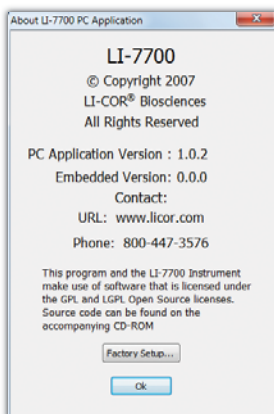 About LI-7700 PC Application
LI-7700
© Copyright 2007
LI-COR® Biosciences
All Rights Reserved
PC Application Version : 1.0.2
Embedded Version: 0.0.0
Contact:
URL: www.licor.com
Phone: 800-447-3576
This program and the LI-7700 Instrument
make use of software that is licensed under
the GPL and LGPL Open Source licenses.
Source code can be found on the
accompanying CD-ROM
Factory Setup...
Ok